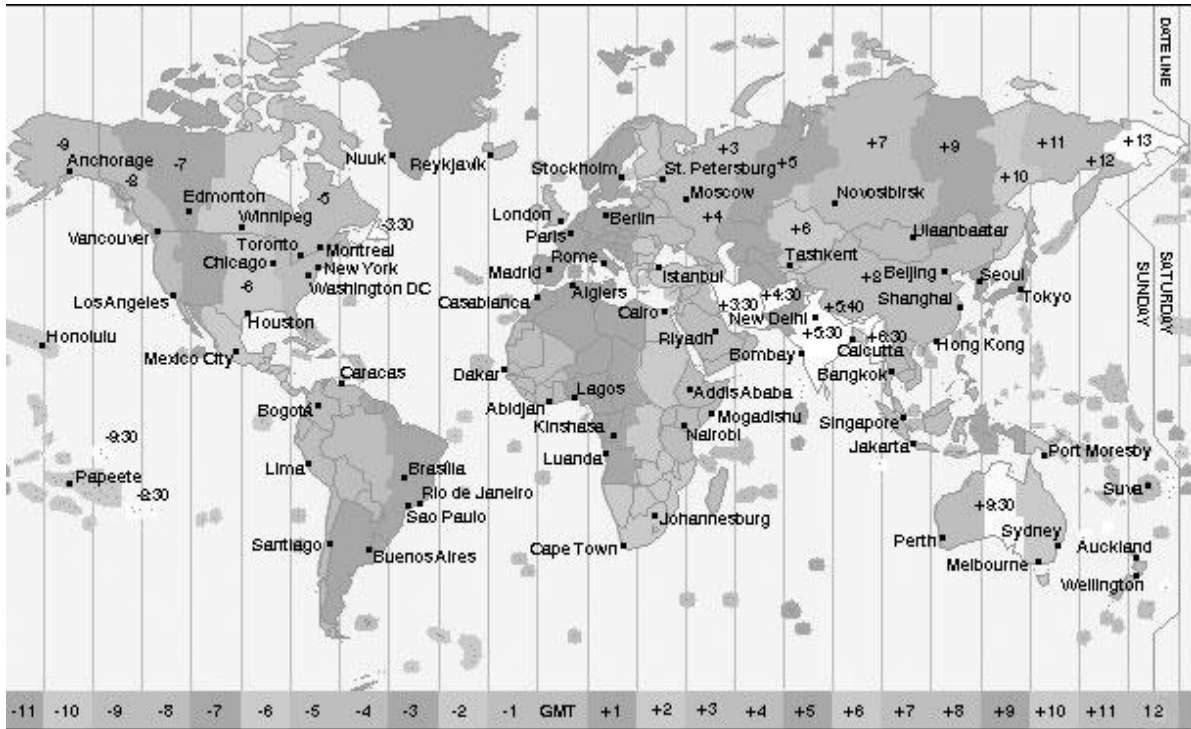 DATELINE
-9
Anchorage
-8
-7
Edmonton
Winnipeg
Vancouver
-5
-3:30
Nuuk
Reykjavík
Toronto
Montreal
Chicago
New York
Washington DC
-6
Los Angeles
Houston
Honolulu
Mexico City
Caracas
Bogotá
-9:30
Papeete
-8:30
Lima
Brasília
Rio de Janeiro
Sao Paulo
Santiago
Buenos Aires
Stockholm
St. Petersburg
Moscow
London
Berlin
Paris
Rome
Madrid
Istanbul
Casablanca
Algiers
Cairo
Riyadh
Dakar
Lagos
Abidjan
Addis Ababa
Mogadishu
Kinshasa
Nairobi
Luanda
Johannesburg
Cape Town
+3
+5
+7
+9
+11
+12
+13
+10
+4
+6
Novosibirsk
Ulaanbaatar
Tashkent
+8
Beijing
Seoul
Tokyo
Shanghai
+3:30
+4:30
+5:40
New Delhi
+5:30
+6:30
Bombay
Calcutta
Hong Kong
Bangkok
Singapore
Jakarta
Port Moresby
Suva
+9:30
Perth
Sydney
Melbourne
Auckland
Wellington
SUNDAY
SATURDAY
-11 -10 -9 -8 -7 -6 -5 -4 -3 -2 -1 GMT +1 +2 +3 +4 +5 +6 +7 +8 +9 +10 +11 12